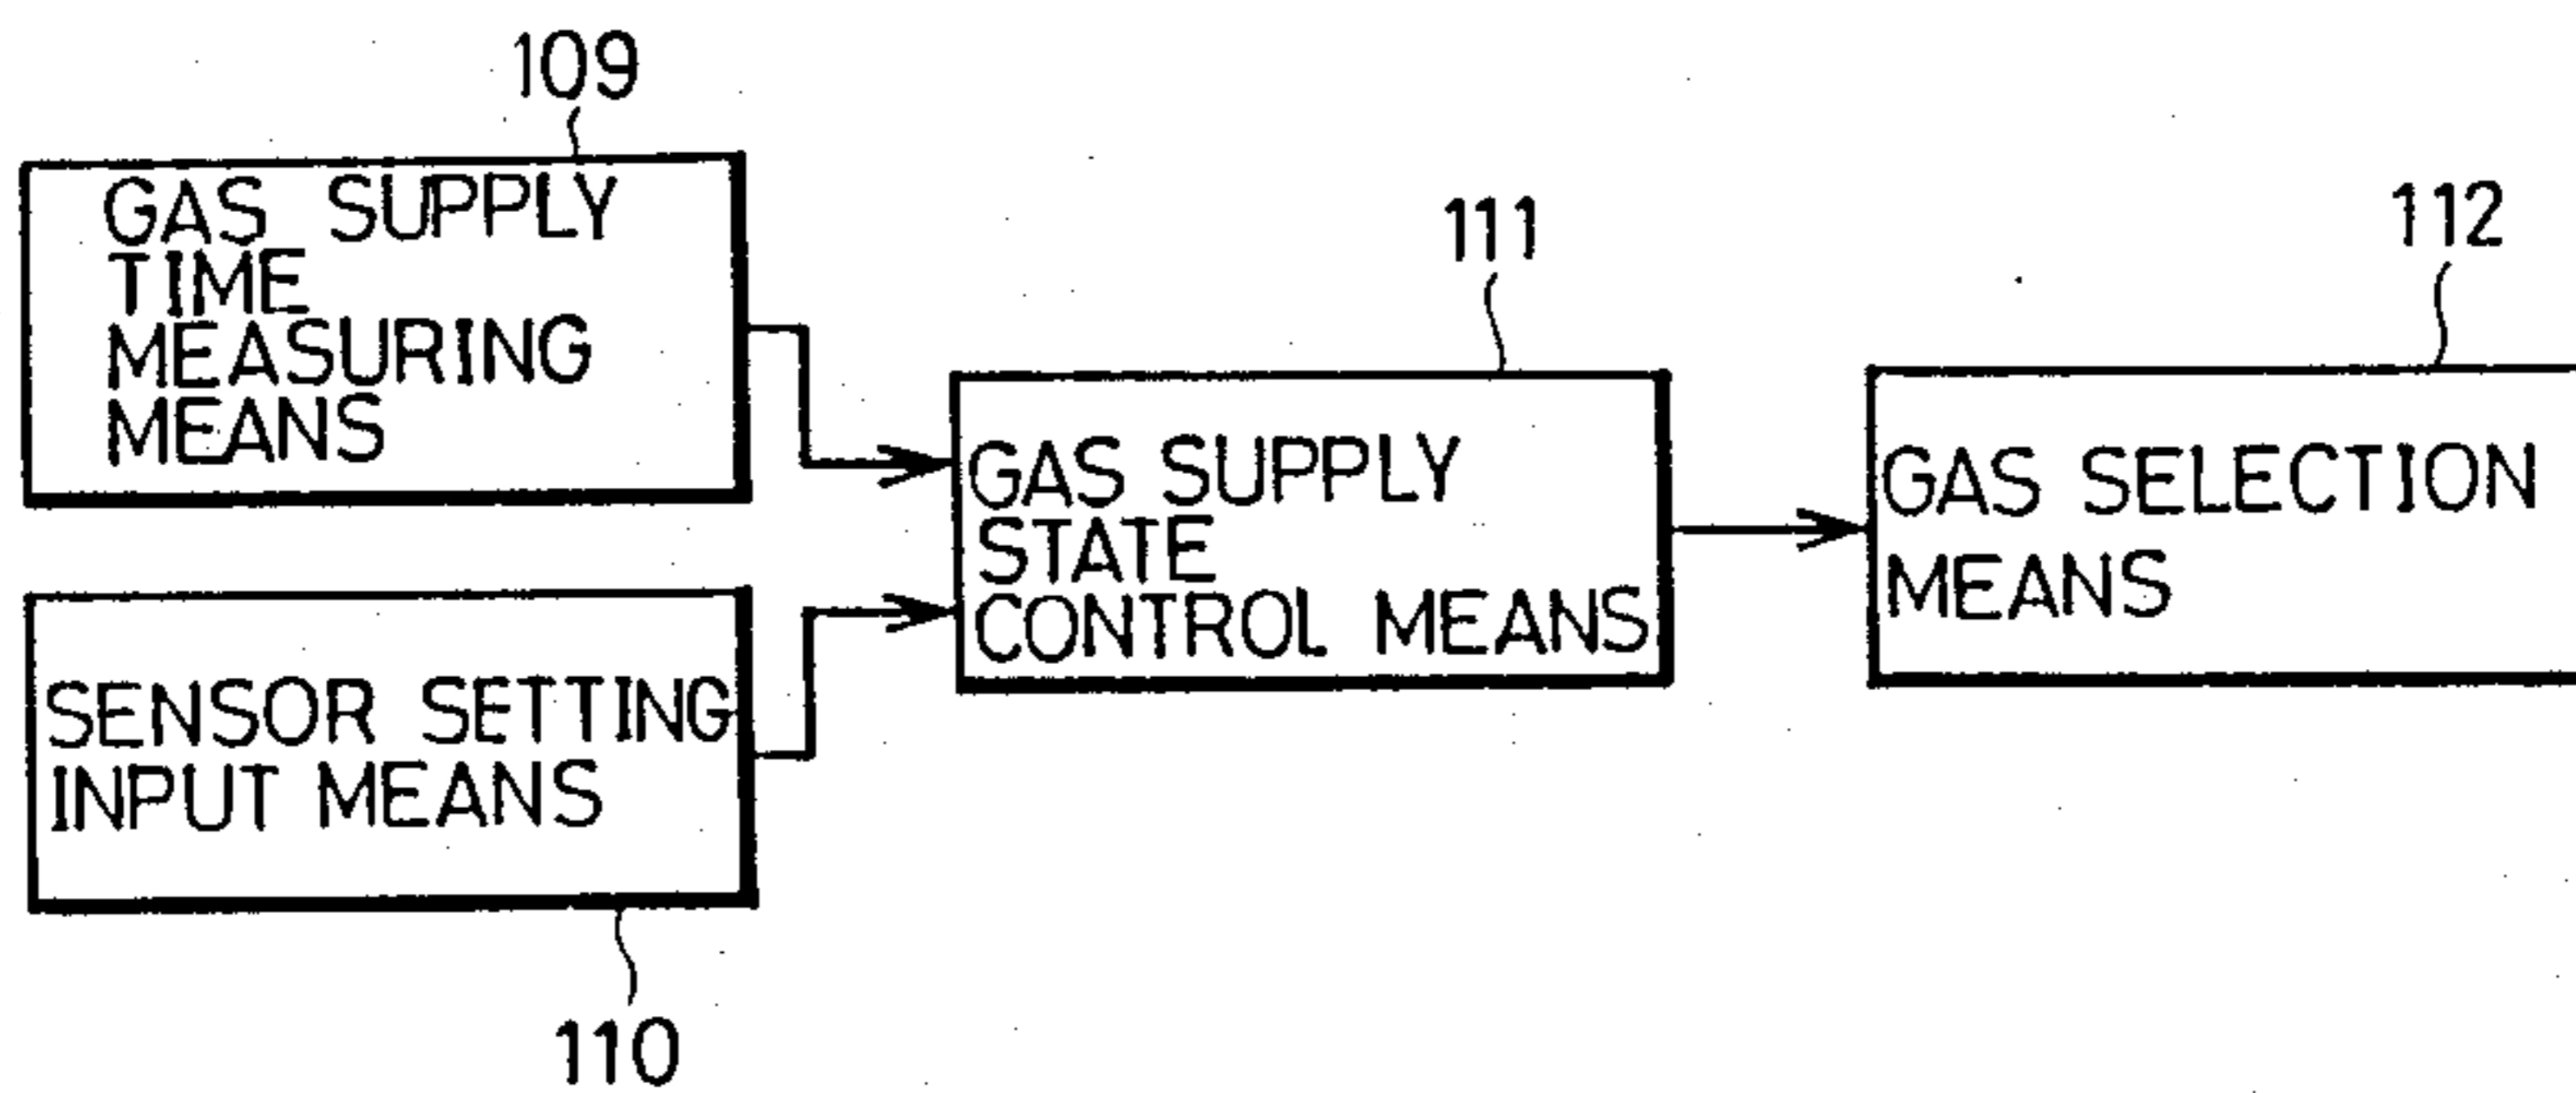 109
GAS SUPPLY
TIME
MEASURING
MEANS
SENSOR SETTING
INPUT MEANS
110
111
GAS SUPPLY
STATE
CONTROL MEANS
112
GAS SELECTION
MEANS